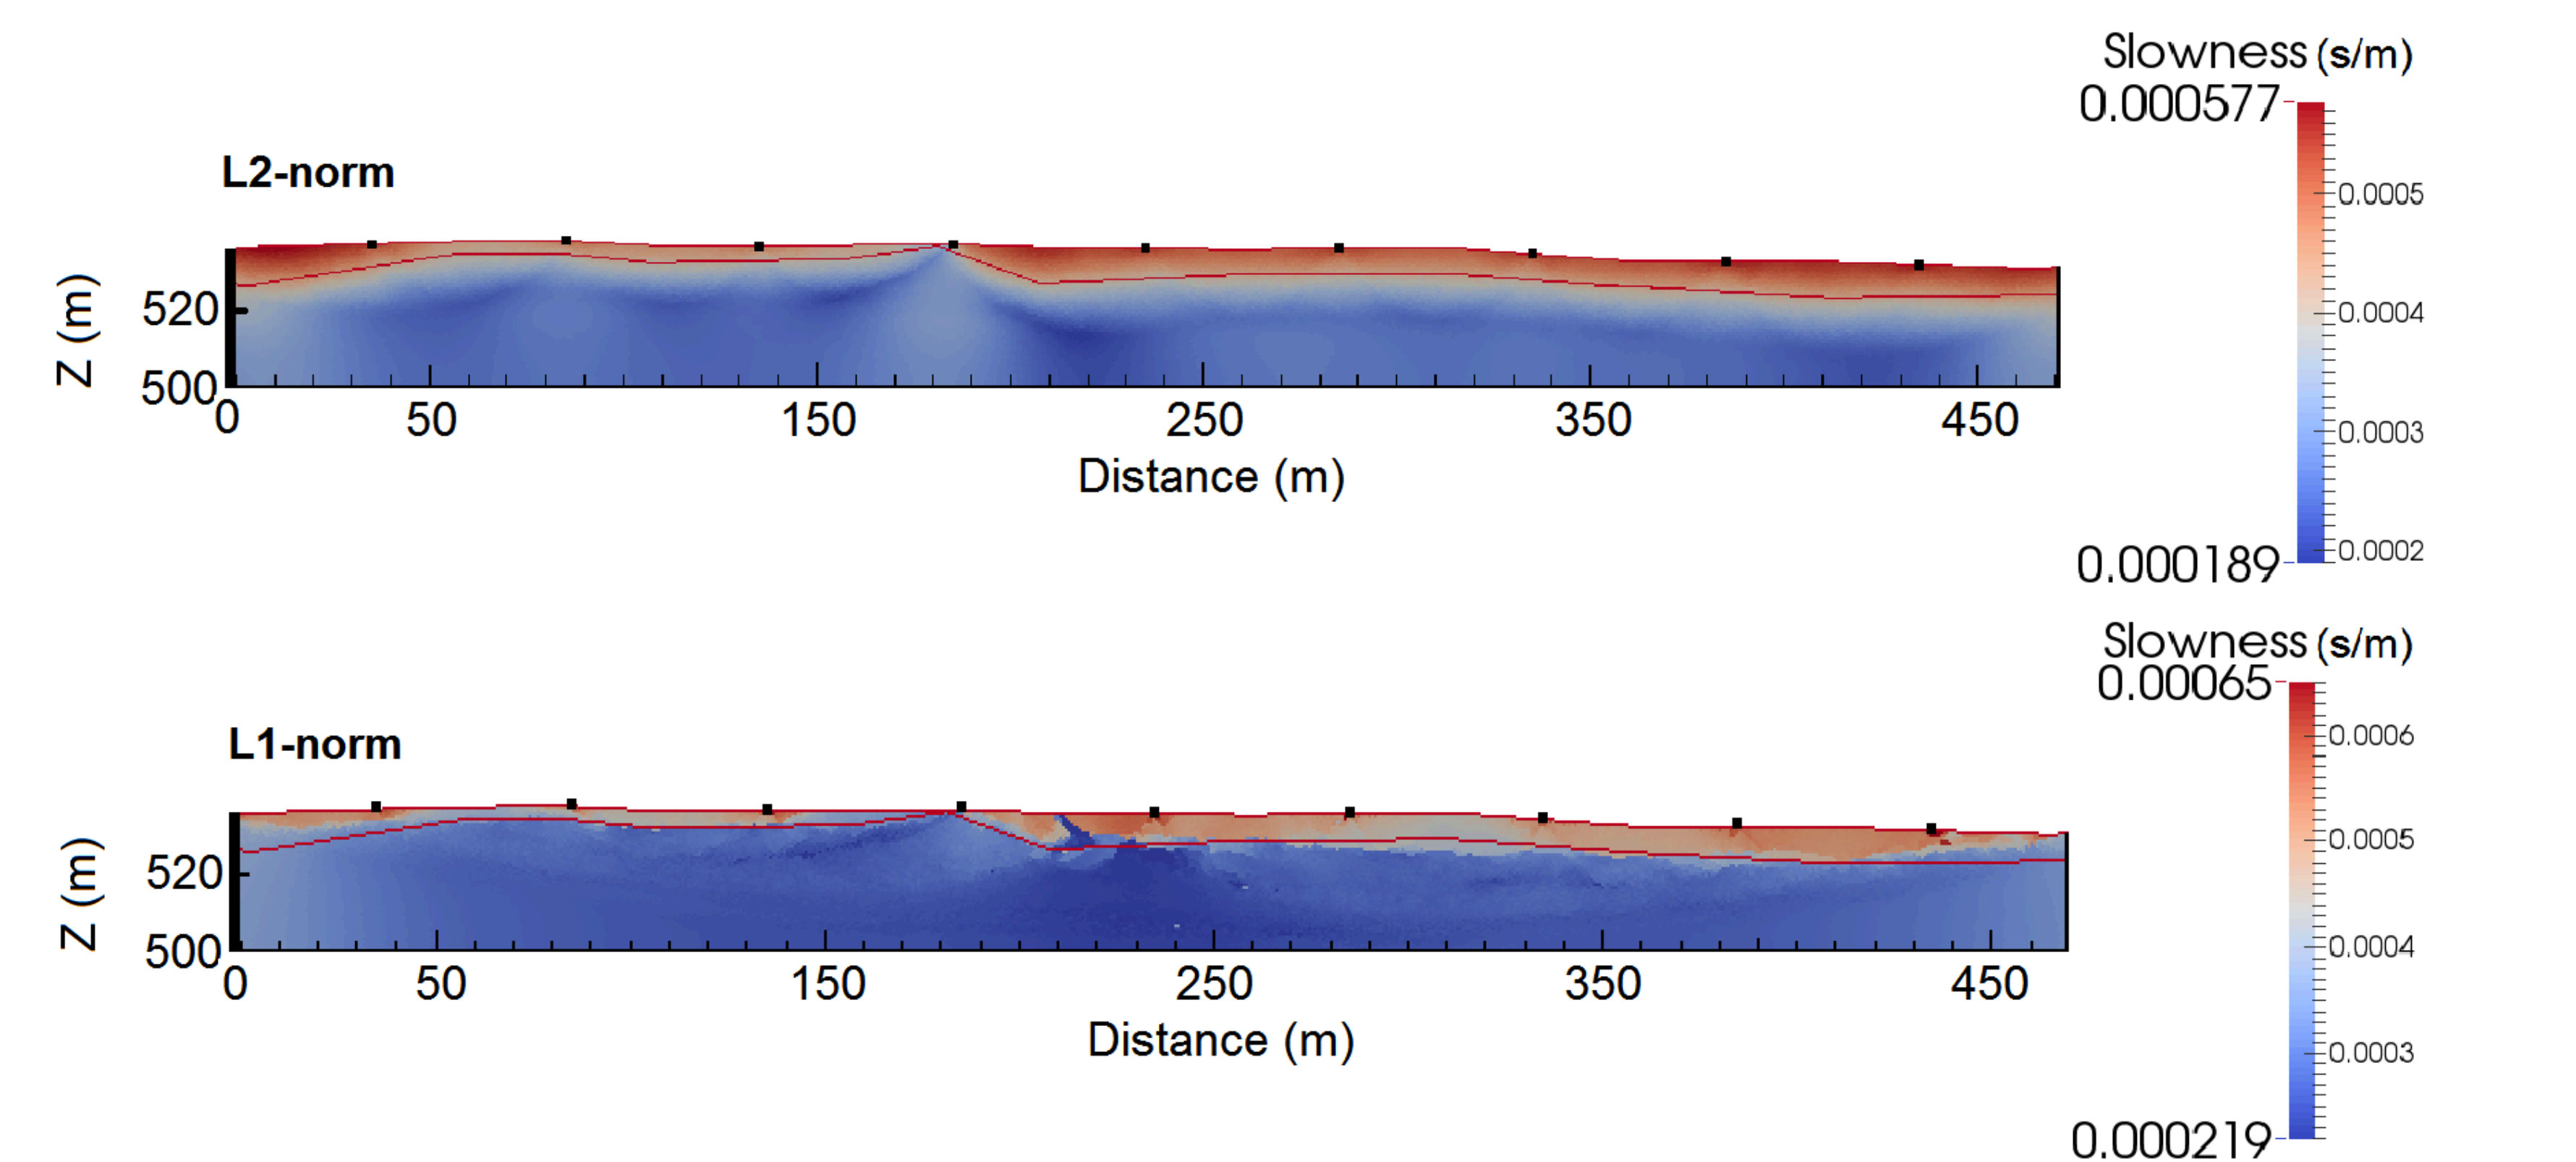 Slowness (s/m)
0.000577
0.0005
0.0004
0.0003
0.0002
0.000189
L2-norm
Z (m)
520
500
0 50 150 250 350 450
Distance (m)
Slowness (s/m)
0.00065
0.0006
0.0005
0.0004
0.0003
0.000219
L1-norm
Z (m)
520
500
0 50 150 250 350 450
Distance (m)